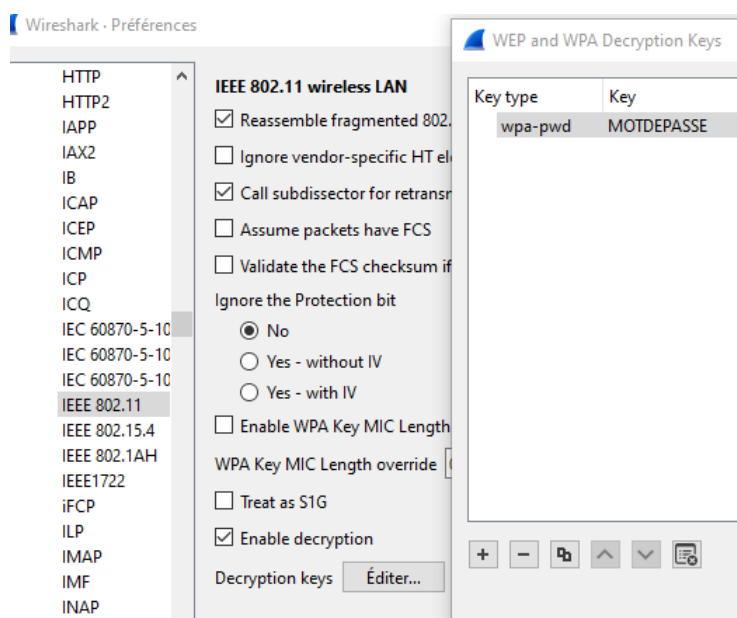 Wireshark · Préférences
HTTP
HTTP2
IAPP
IAX2
IB
ICAP
ICEP
ICMP
ICP
ICQ
IEC 60870-5-10
IEC 60870-5-10
IEC 60870-5-10
IEEE 802.11
IEEE 802.15.4
IEEE 802.1AH
IEEE1722
iFCP
ILP
IMAP
IMF
INAP
IEEE 802.11 wireless LAN
Reassemble fragmented 802.
Ignore vendor-specific HT el
Call subdissector for retransm
Assume packets have FCS
Validate the FCS checksum if
Ignore the Protection bit
No
Yes - without IV
Yes - with IV
Enable WPA Key MIC Length
WPA Key MIC Length override
Treat as S1G
Enable decryption
Decryption keys Éditer...
WEP and WPA Decryption Keys
Key type Key
wpa-pwd MOTDEPASSE